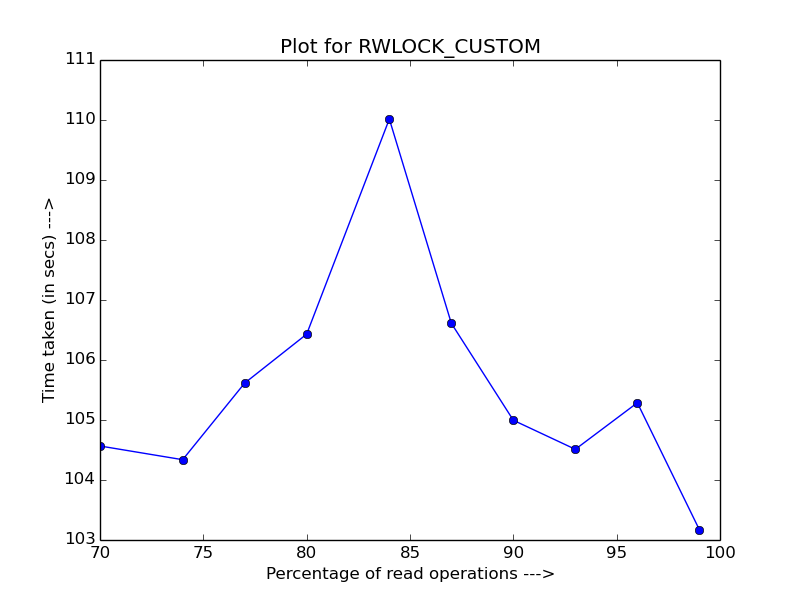 Plot for RWLOCK_CUSTOM
111
110
109
108
107
106
105
104
103
Time taken (in secs) --->
70 75 80 85 90 95 100
Percentage of read operations --->